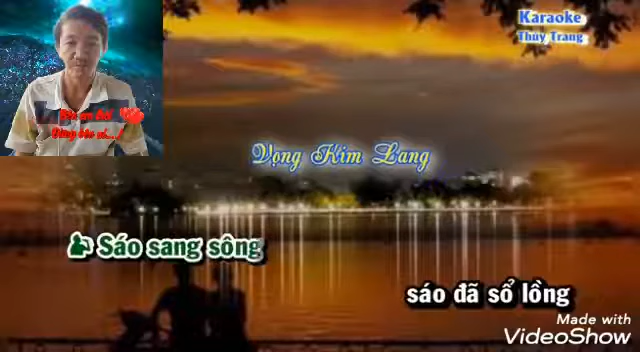 Karaoke
Thuy Trang
Vọng Kim Lang
Sáo sang sông
sáo đã sổ lồng
Made with
VideoShow